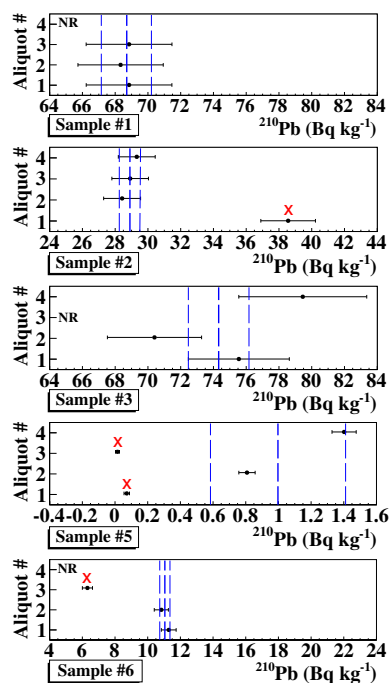 Aliquot #
4
3
2
1
NR
64 66 68 70 72 74 76 78 80 82 84
Sample #1
210Pb (Bq kg-1)
Aliquot #
4
3
2
1
X
24 26 28 30 32 34 36 38 40 42 44
Sample #2
210Pb (Bq kg-1)
Aliquot #
4
3
2
1
NR
64 66 68 70 72 74 76 78 80 82 84
Sample #3
210Pb (Bq kg-1)
Aliquot #
4
3
2
1
X
X
-0.4 -0.2 0 0.2 0.4 0.6 0.8 1 1.2 1.4 1.6
Sample #5
210Pb (Bq kg-1)
Aliquot #
4
3
2
1
NR
X
4 6 8 10 12 14 16 18 20 22 24
Sample #6
210Pb (Bq kg-1)